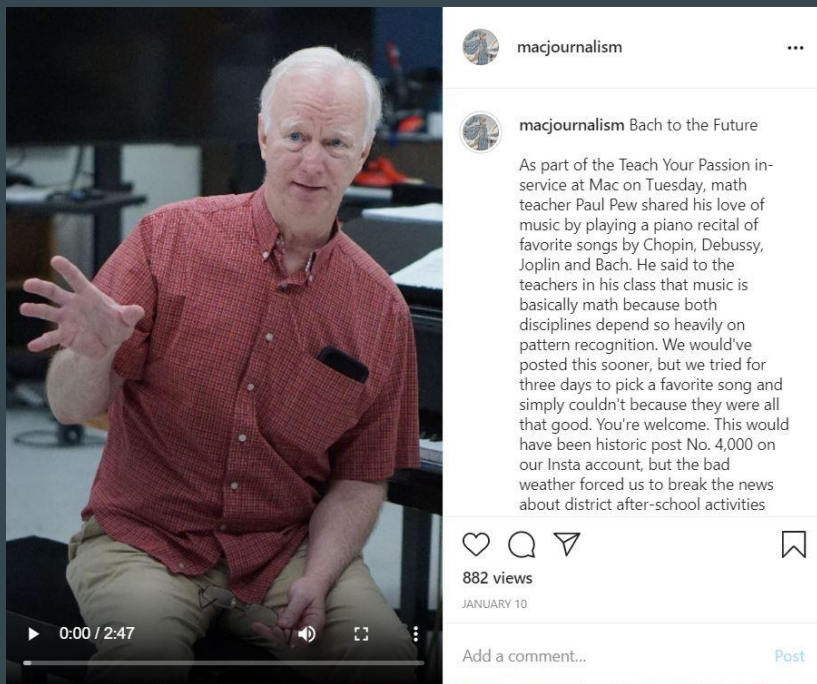 macjournalism
macjournalism Bach to the Future
As part of the Teach Your Passion in-
service at Mac on Tuesday, math
teacher Paul Pew shared his love of
music by playing a piano recital of
favorite songs by Chopin, Debussy,
Joplin and Bach. He said to the
teachers in his class that music is
basically math because both
disciplines depend so heavily on
pattern recognition. We would've
posted this sooner, but we tried for
three days to pick a favorite song and
simply couldn't because they were all
that good. You're welcome. This would
have been historic post No. 4,000 on
our Insta account, but the bad
weather forced us to break the news
about district after-school activities
882 views
JANUARY 10
Add a comment...
Post
0:00 / 2:47